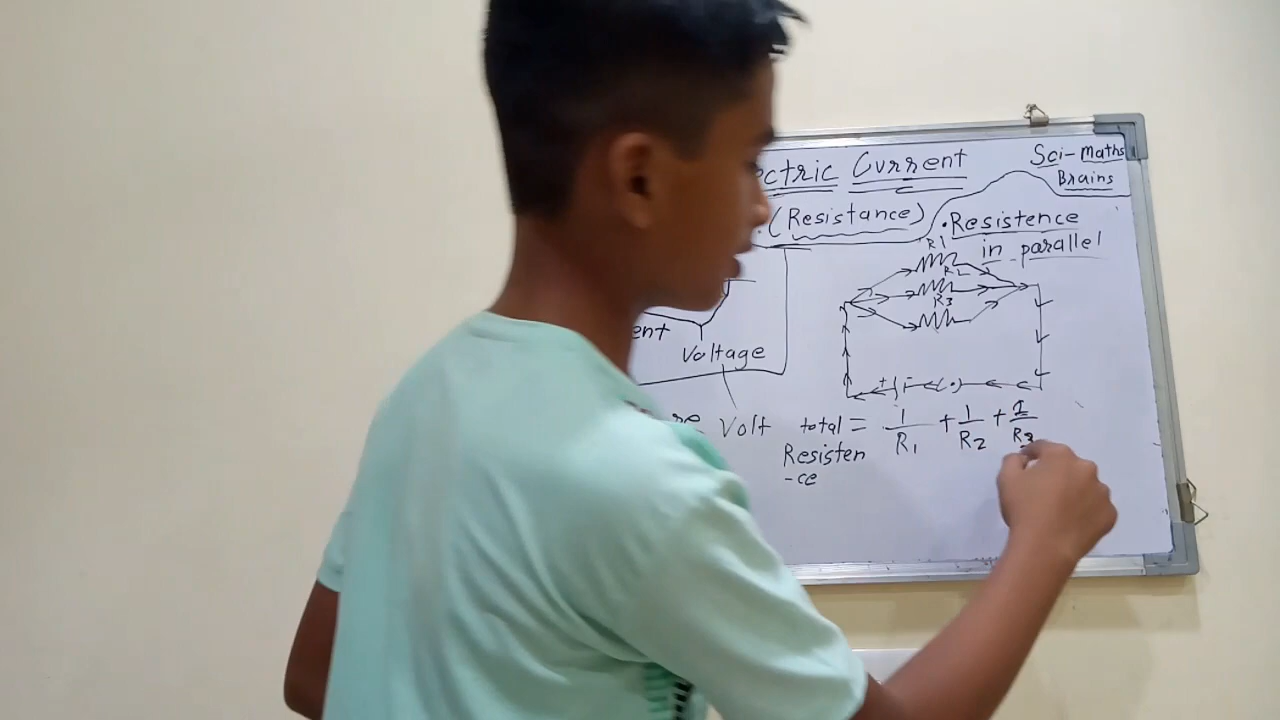 ectric Current
Sci-Maths
Brains
(Resistance)
.Resistence
in parallel
R1
R2
R3
ent
Voltage
+ -
Volt
total = 1/R1 + 1/R2 + 1/R3
Resisten
-ce